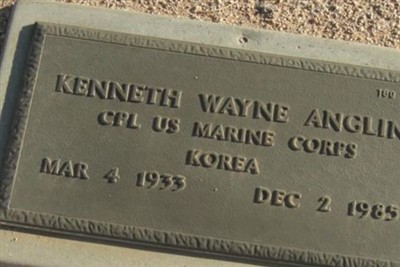 KENNETH WAYNE ANGLIN
CPL US MARINE CORPS
KOREA
MAR 4 1933
DEC 2 1985